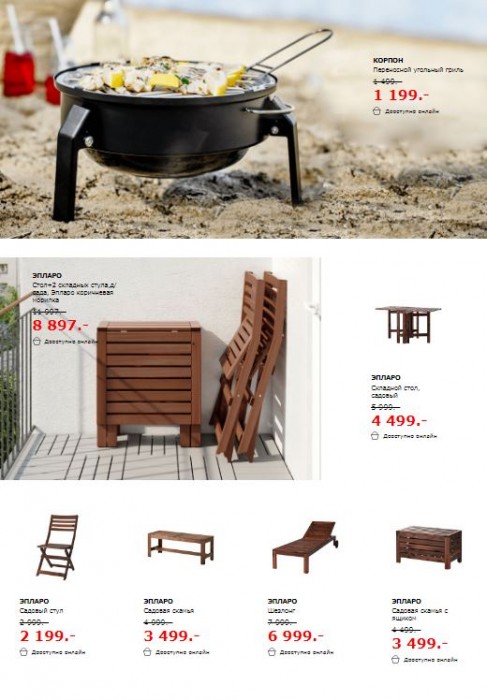 КОРПОН
Переносной угольный гриль
1 499.-
1 199.-
Доступно онлайн
ЭПЛАРО
Стол+2 складных стула,д/
сада, Эпларо коричневая
морилка
11 997.-
8 897.-
Доступно онлайн
ЭПЛАРО
Складной стол,
садовый
5 999.-
4 499.-
Доступно онлайн
ЭПЛАРО
Садовый стул
2 999.-
2 199.-
Доступно онлайн
ЭПЛАРО
Садовая скамья
4 999.-
3 499.-
Доступно онлайн
ЭПЛАРО
Шезлонг
7 999.-
6 999.-
Доступно онлайн
ЭПЛАРО
Садовая скамья с
ящиком
4 499.-
3 499.-
Доступно онлайн